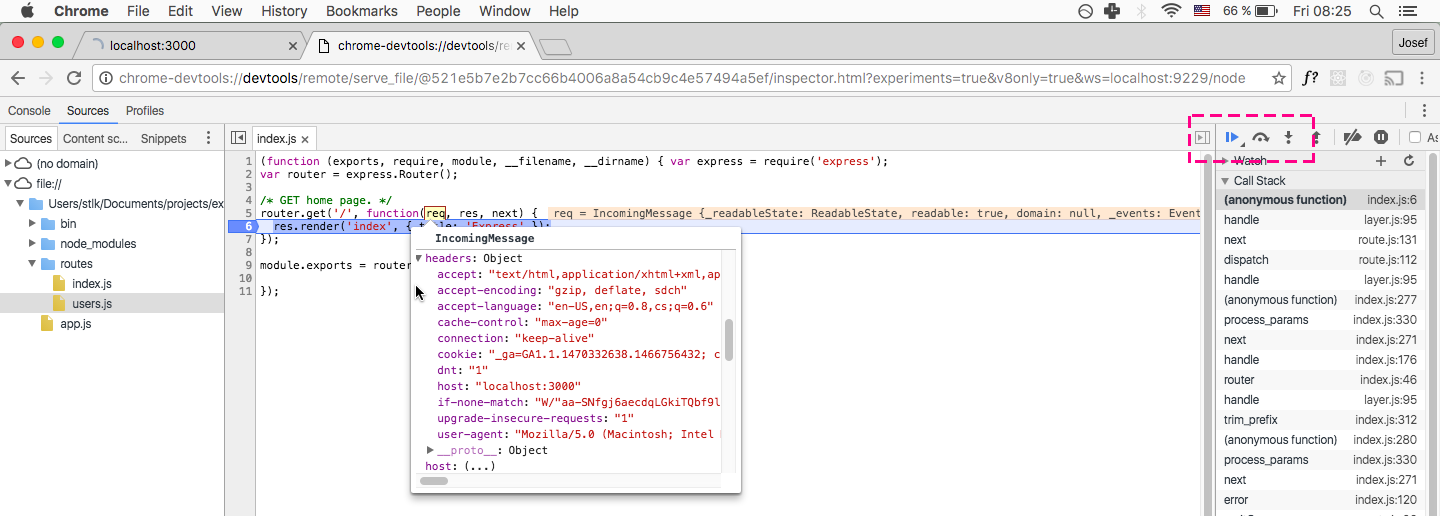 Chrome File Edit View History Bookmarks People Window Help 66 % Fri 08:25
localhost:3000
chrome-devtools://devtools/re
Josef
chrome-devtools://devtools/remote/serve_file/@521e5b7e2b7cc66b4006a8a54cb9c4e57494a5ef/inspector.html?experiments=true&v8only=true&ws=localhost:9229/node
f?
Console Sources Profiles
Sources Content sc... Snippets
index.js
As
(no domain)
file://
Users/stlk/Documents/projects/ex
bin
node_modules
routes
index.js
users.js
app.js
1 (function (exports, require, module, __filename, __dirname) { var express = require('express');
2 var router = express.Router();
3
4 /* GET home page. */
5 router.get('/', function(req, res, next) { req = IncomingMessage {_readableState: ReadableState, readable: true, domain: null, _events: Event
6 res.render('index', { title: 'Express' });
7 });
8
9 module.exports = router
10
11 });
IncomingMessage
headers: Object
accept: "text/html,application/xhtml+xml,ap
accept-encoding: "gzip, deflate, sdch"
accept-language: "en-US,en;q=0.8,cs;q=0.6"
cache-control: "max-age=0"
connection: "keep-alive"
cookie: "_ga=GA1.1.1470332638.1466756432; c
dnt: "1"
host: "localhost:3000"
if-none-match: "W/"aa-SNfgj6aecdqLGkiTQbf9l
upgrade-insecure-requests: "1"
user-agent: "Mozilla/5.0 (Macintosh; Intel
__proto__: Object
host: (...)
Watch
Call Stack
(anonymous function) index.js:6
handle layer.js:95
next route.js:131
dispatch route.js:112
handle layer.js:95
(anonymous function) index.js:277
process_params index.js:330
next index.js:271
handle index.js:176
router index.js:46
handle layer.js:95
trim_prefix index.js:312
(anonymous function) index.js:280
process_params index.js:330
next index.js:271
error index.js:120